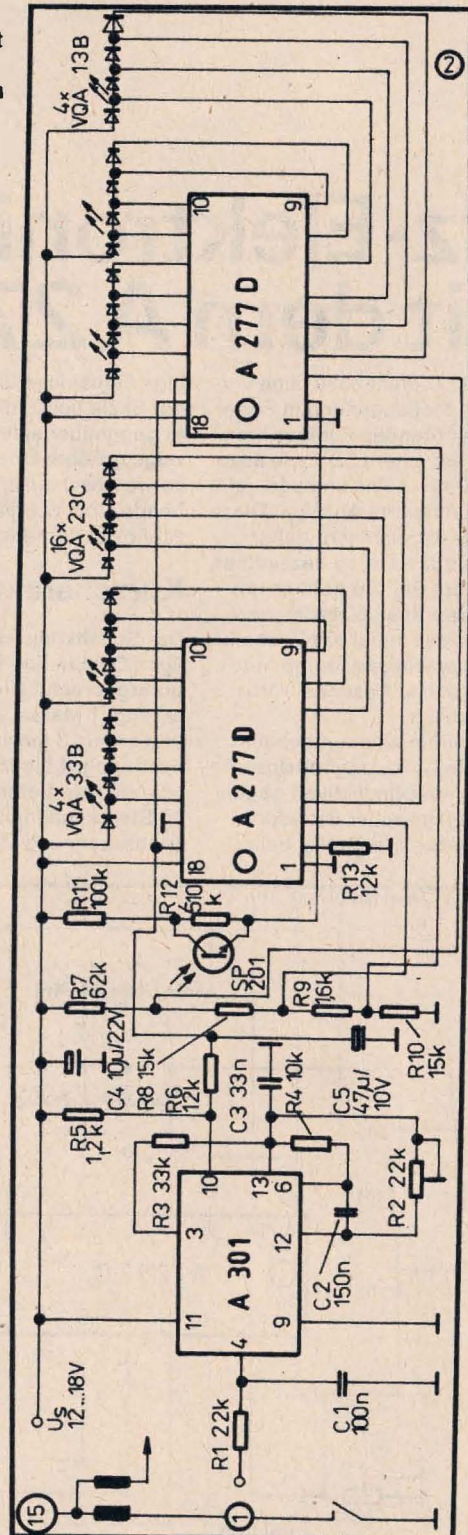 ②
15
1
Us
12...18V
R1 22k
C1
100n
4
11
9
A 301
3
10
13
12
6
R3 33k
R5
1,2k
R6
12k
C3 33n
10k
R4
C2
150n
R2 22k
C4 10µ/22V
R7
62k
R8 15k
C5
47µ/
10V
R9
1,6k
R10
15k
SP
201
R11
100k
R12
k
R13
12k
A 277 D
18
10
1
9
4×
VQA 33B
16×
VQA 23C
A 277 D
18
10
1
9
4×
VQA 13B